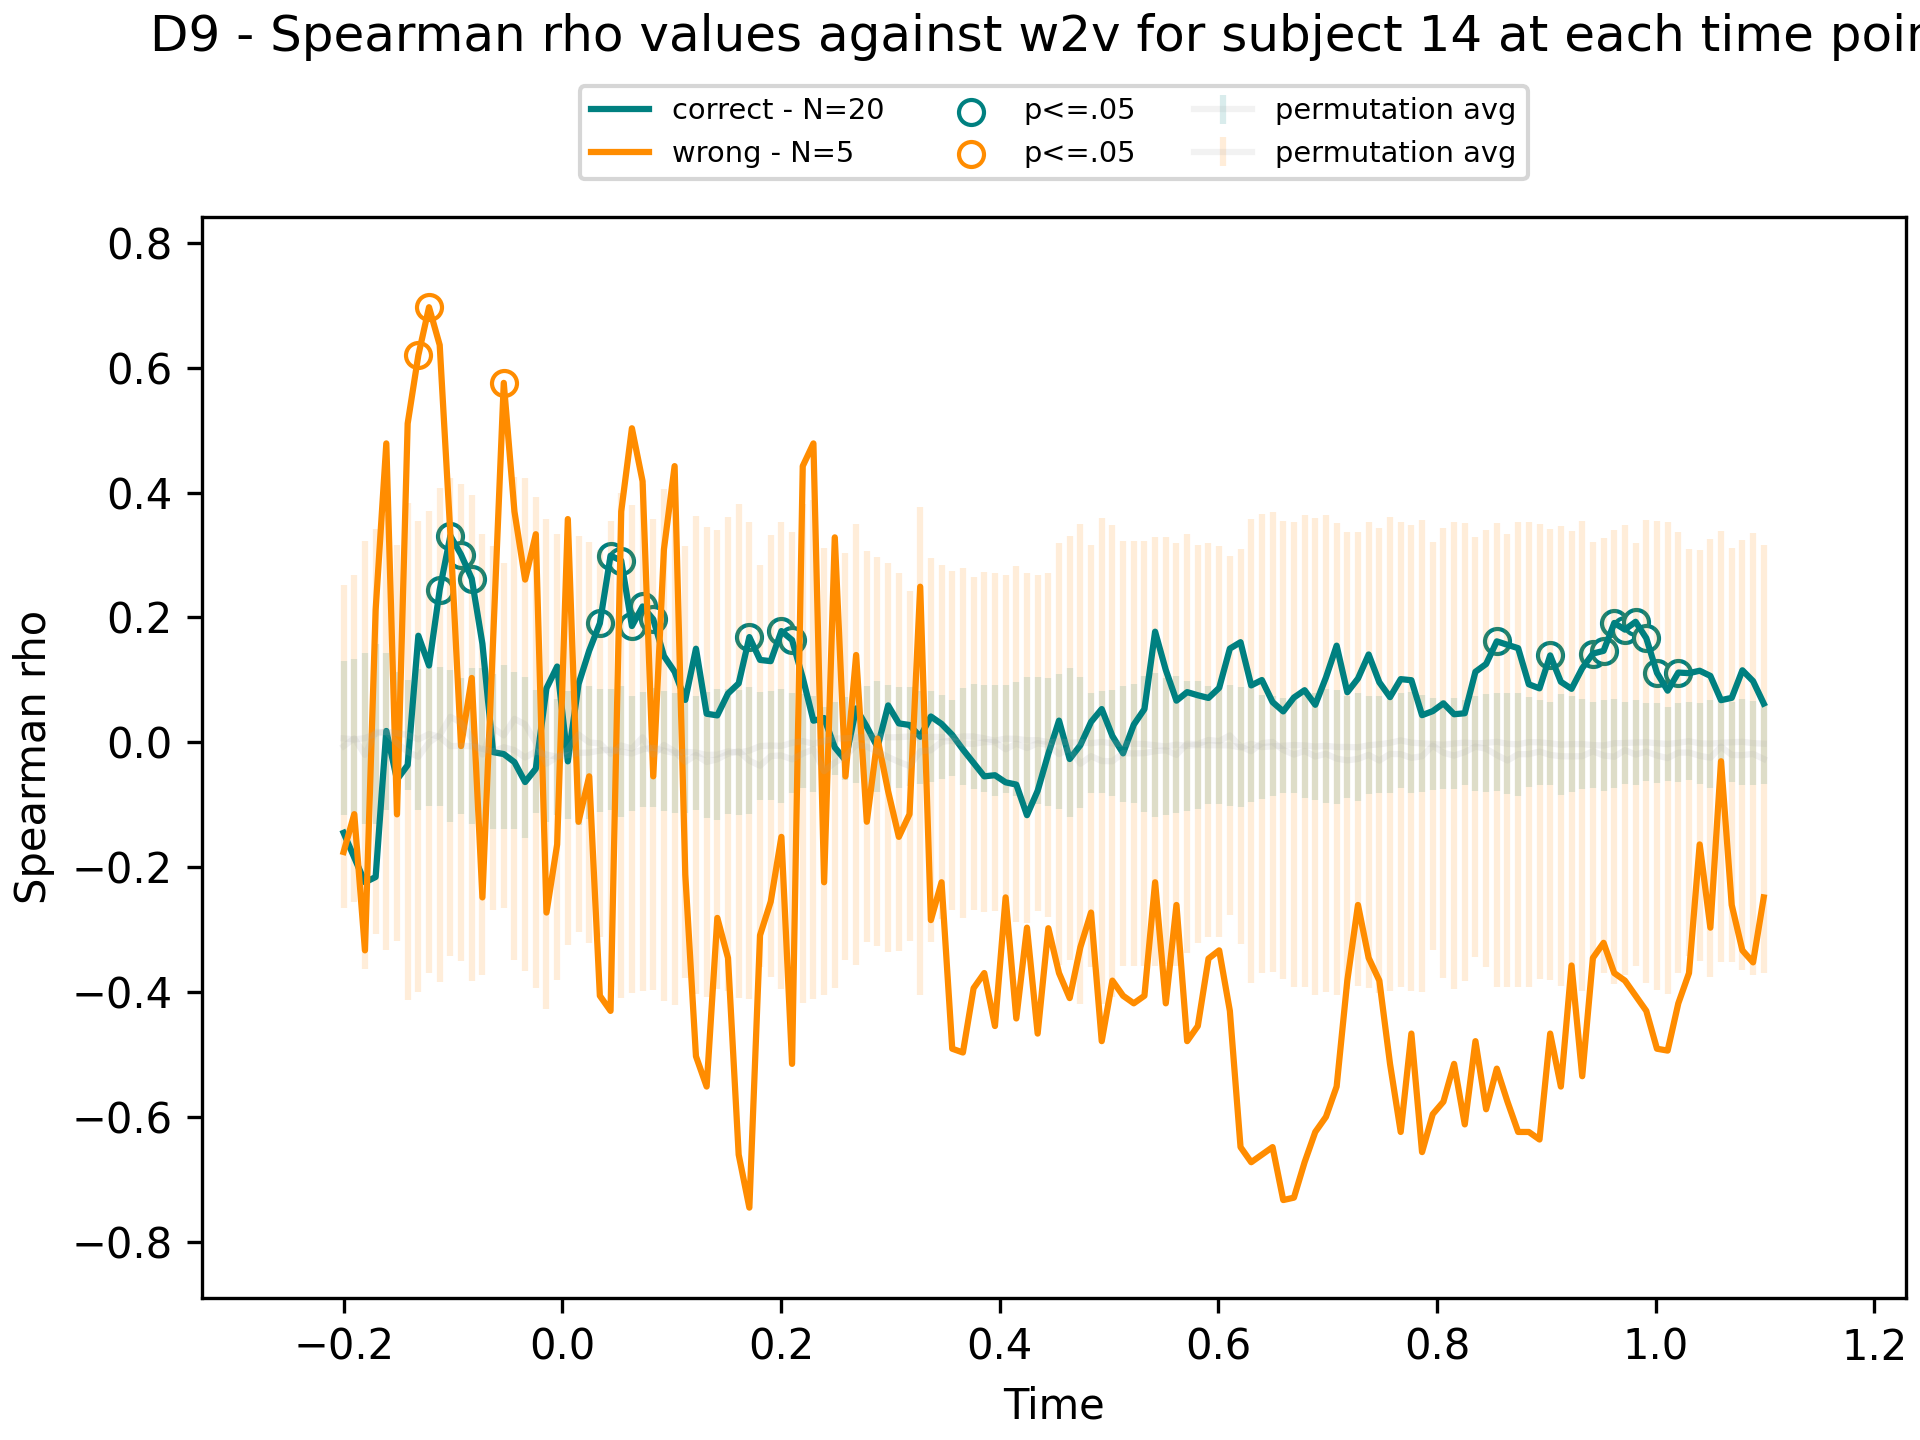 D9 - Spearman rho values against w2v for subject 14 at each time poin
correct - N=20
wrong - N=5
p<=.05
p<=.05
permutation avg
permutation avg
Spearman rho
0.8
0.6
0.4
0.2
0.0
−0.2
−0.4
−0.6
−0.8
−0.2
0.0
0.2
0.4
0.6
0.8
1.0
1.2
Time